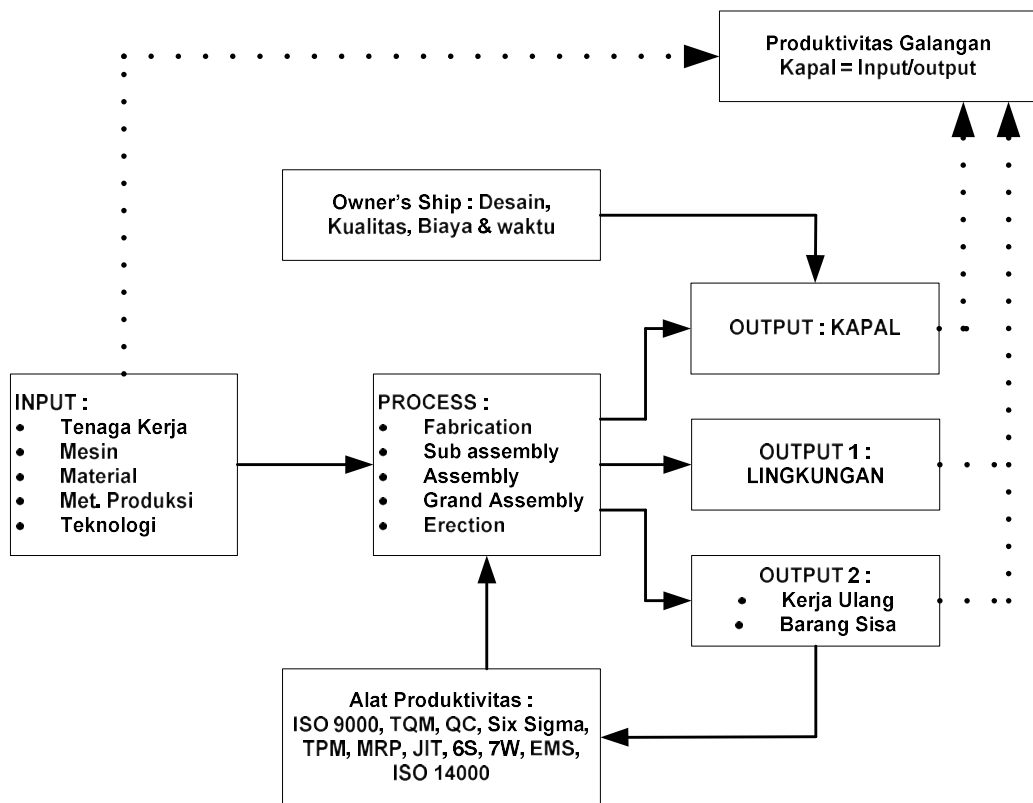 Produktivitas Galangan
Kapal = Input/output
Owner's Ship : Desain,
Kualitas, Biaya & waktu
OUTPUT : KAPAL
INPUT :
• Tenaga Kerja
• Mesin
• Material
• Met. Produksi
• Teknologi
PROCESS :
• Fabrication
• Sub assembly
• Assembly
• Grand Assembly
• Erection
OUTPUT 1 :
LINGKUNGAN
OUTPUT 2 :
• Kerja Ulang
• Barang Sisa
Alat Produktivitas :
ISO 9000, TQM, QC, Six Sigma,
TPM, MRP, JIT, 6S, 7W, EMS,
ISO 14000